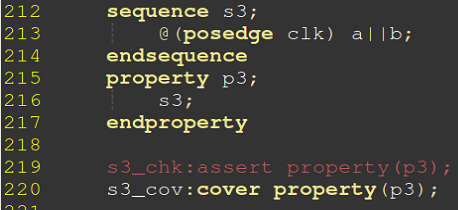 212 sequence s3;
213 @(posedge clk) a||b;
214 endsequence
215 property p3;
216 s3;
217 endproperty
218
219 s3_chk:assert property(p3);
220 s3_cov:cover property(p3);